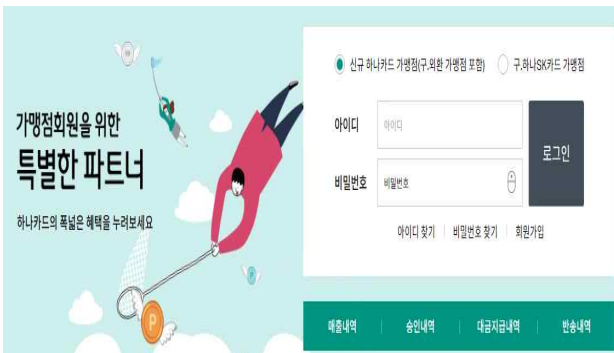 가맹점회원을 위한
특별한 파트너
하나카드의 폭넓은 혜택을 누려보세요
신규 하나카드 가맹점(구.외환 가맹점 포함) 구.하나SK카드 가맹점
아이디 아이디
비밀번호 비밀번호
로그인
아이디 찾기 비밀번호 찾기 회원가입
매출내역 승인내역 대금지급내역 반송내역
P